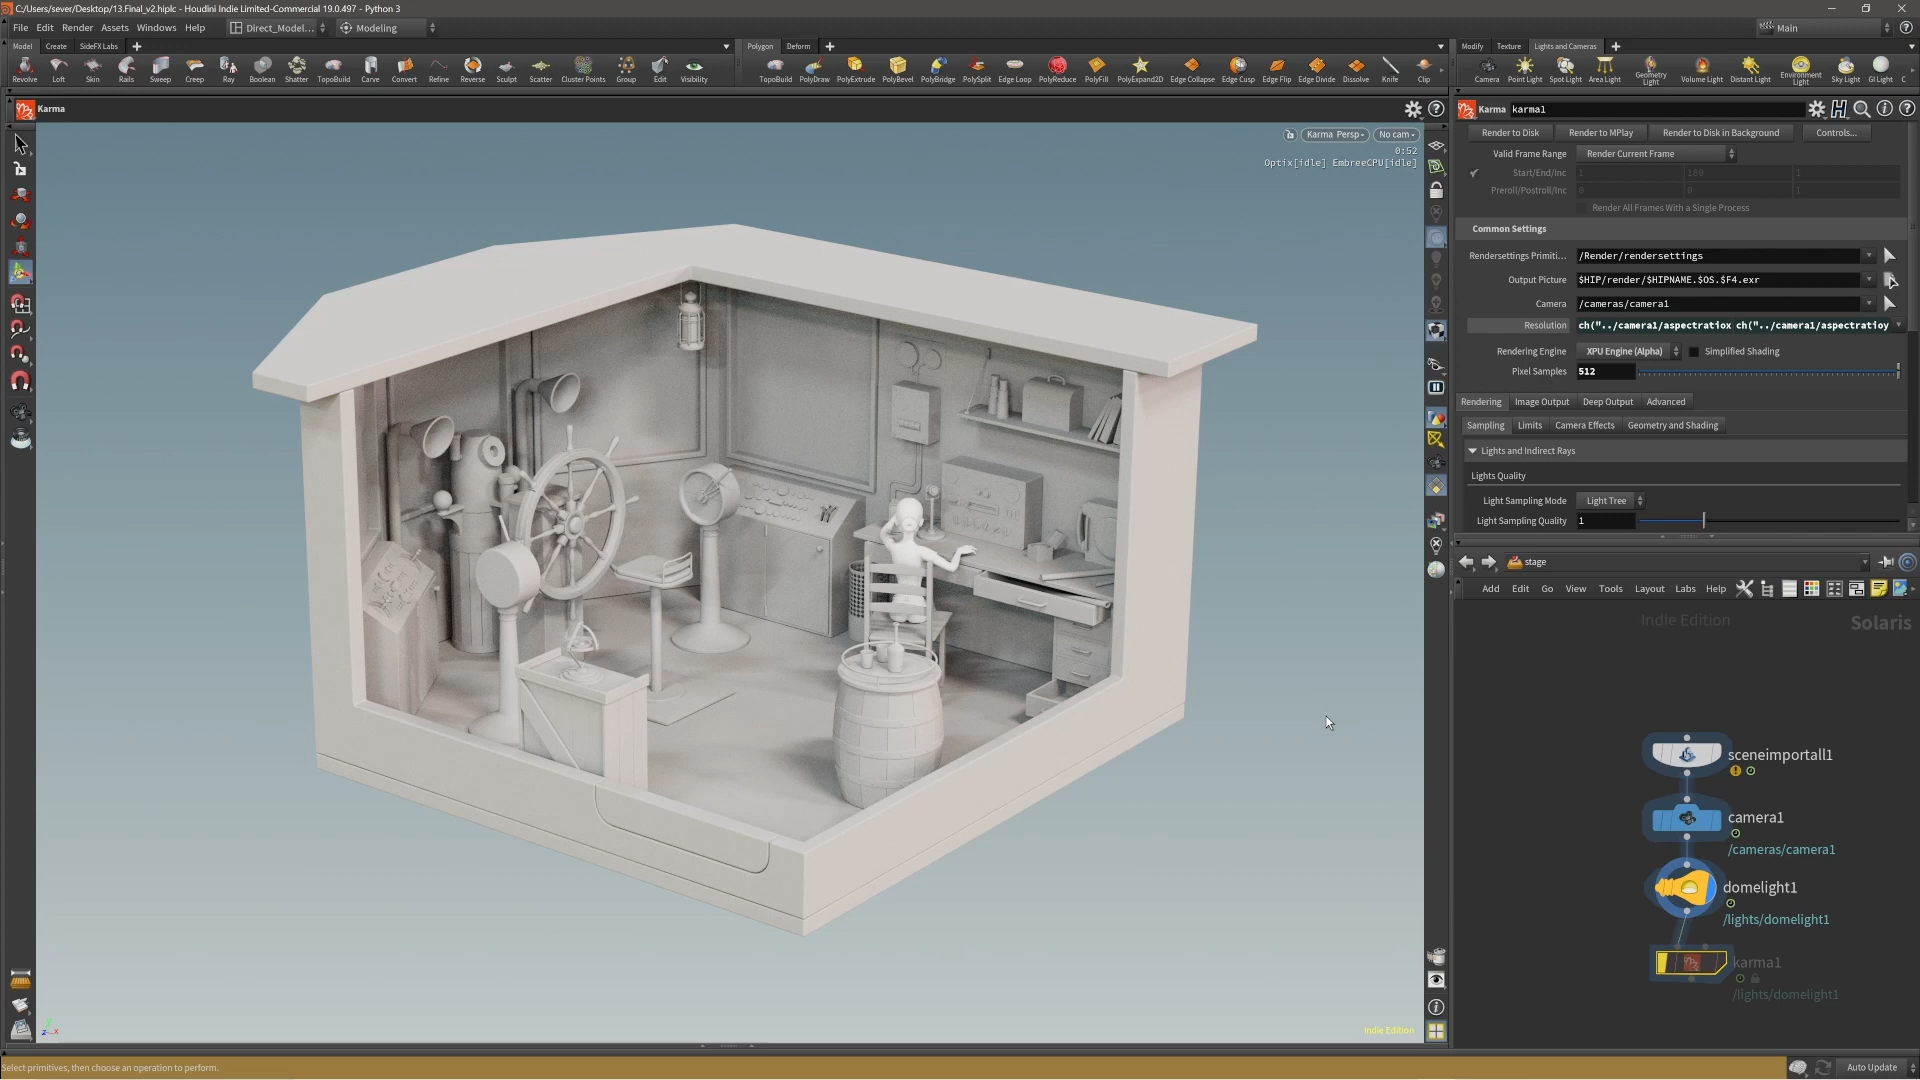 C:/Users/sever/Desktop/13.Final_v2.hiplc - Houdini Indie Limited-Commercial 19.0.497 - Python 3
File Edit Render Assets Windows Help Direct_Model... Modeling Main
Model Create SideFX Labs Polygon Deform Modify Texture Lights and Cameras
Revolve Loft Skin Rails Sweep Creep Ray Boolean Shatter TopoBuild Carve Convert Refine Reverse Sculpt Scatter Cluster Points Group Edit Visibility
TopoBuild PolyDraw PolyExtrude PolyBevel PolyBridge PolySplit Edge Loop PolyReduce PolyFill PolyExpand2D Edge Collapse Edge Cusp Edge Flip Edge Divide Dissolve Knife Clip
Camera Point Light Spot Light Area Light Geometry Light Volume Light Distant Light Environment Light Sky Light GI Light C
Karma
Karma Persp No cam
0:52
Optix[idle] EmbreeCPU[idle]
Indie Edition
Karma karma1
Render to Disk Render to MPlay Render to Disk in Background Controls...
Valid Frame Range Render Current Frame
Start/End/Inc 1 180 1
Preroll/Postroll/Inc 0 0 1
Render All Frames With a Single Process
Common Settings
Rendersettings Primiti... /Render/rendersettings
Output Picture $HIP/render/$HIPNAME.$OS.$F4.exr
Camera /cameras/camera1
Resolution ch("../camera1/aspectratiox ch("../camera1/aspectratioy
Rendering Engine XPU Engine (Alpha) Simplified Shading
Pixel Samples 512
Rendering Image Output Deep Output Advanced
Sampling Limits Camera Effects Geometry and Shading
Lights and Indirect Rays
Lights Quality
Light Sampling Mode Light Tree
Light Sampling Quality 1
stage
Add Edit Go View Tools Layout Labs Help
Indie Edition Solaris
sceneimportall1
camera1
/cameras/camera1
domelight1
/lights/domelight1
karma1
/lights/domelight1
Select primitives, then choose an operation to perform.
Auto Update